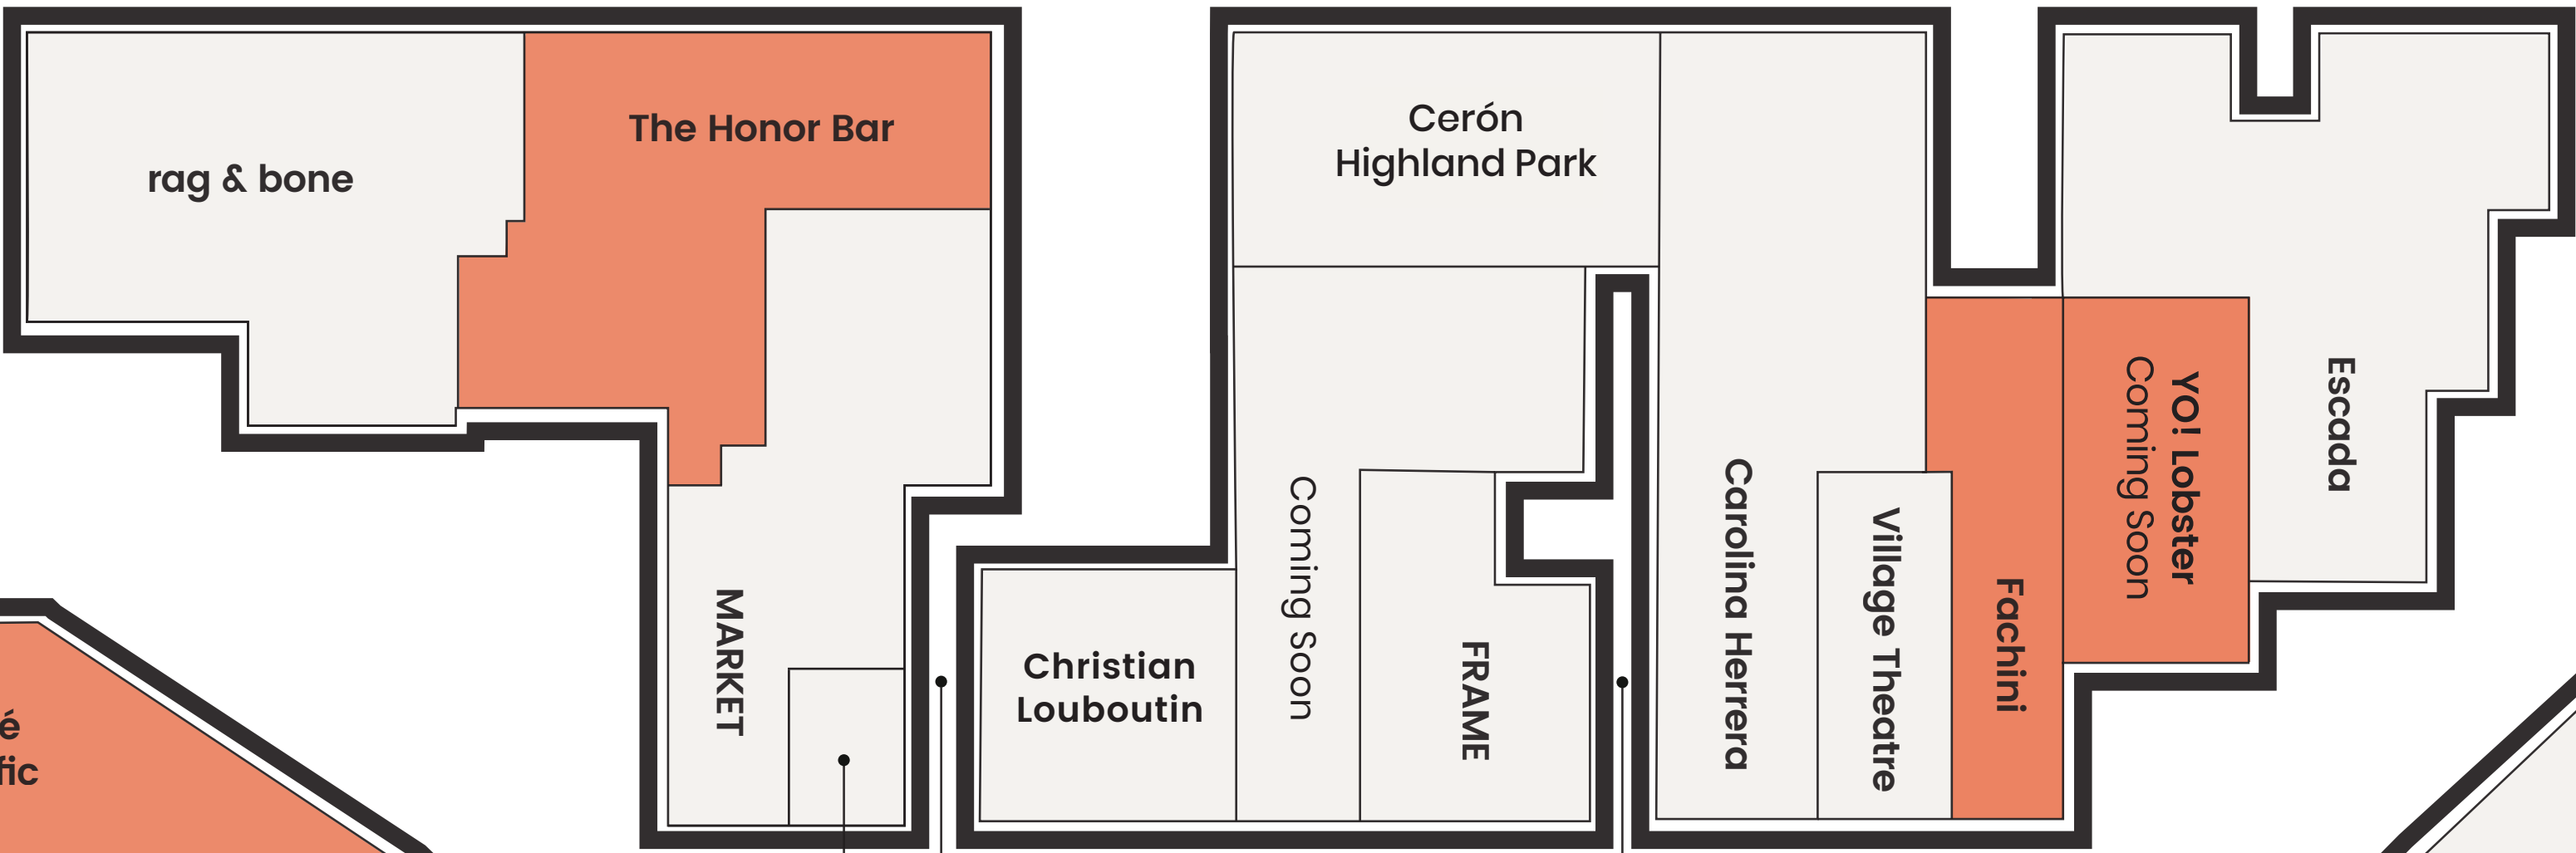 rag & bone
The Honor Bar
MARKET
é
fic
Christian
Louboutin
Cerón
Highland Park
Coming Soon
FRAME
Carolina Herrera
Village Theatre
Fachini
YO! Lobster
Coming Soon
Escada